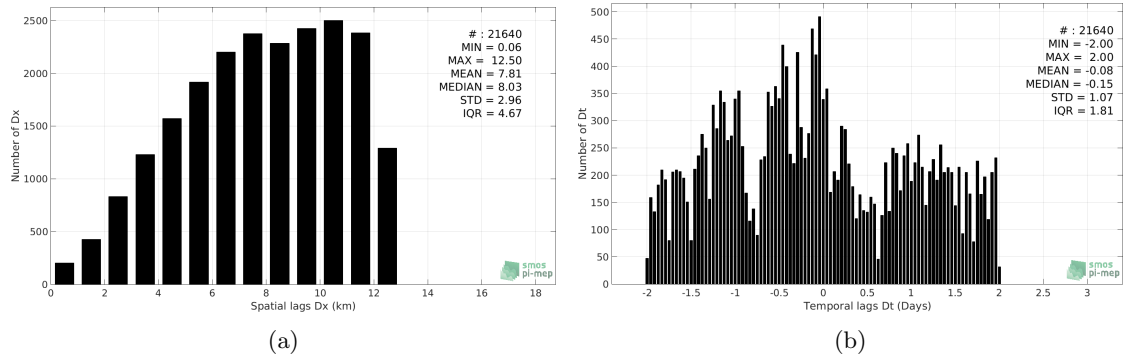 2500
2000
1500
1000
500
0
Number of Dx
# : 21640
MIN = 0.06
MAX = 12.50
MEAN = 7.81
MEDIAN = 8.03
STD = 2.96
IQR = 4.67
smos
pi-mep
0 2 4 6 8 10 12 14 16 18
Spatial lags Dx (km)
(a)
500
450
400
350
300
250
200
150
100
50
0
Number of Dt
# : 21640
MIN = -2.00
MAX = 2.00
MEAN = -0.08
MEDIAN = -0.15
STD = 1.07
IQR = 1.81
smos
pi-mep
-2 -1.5 -1 -0.5 0 0.5 1 1.5 2 2.5 3
Temporal lags Dt (Days)
(b)